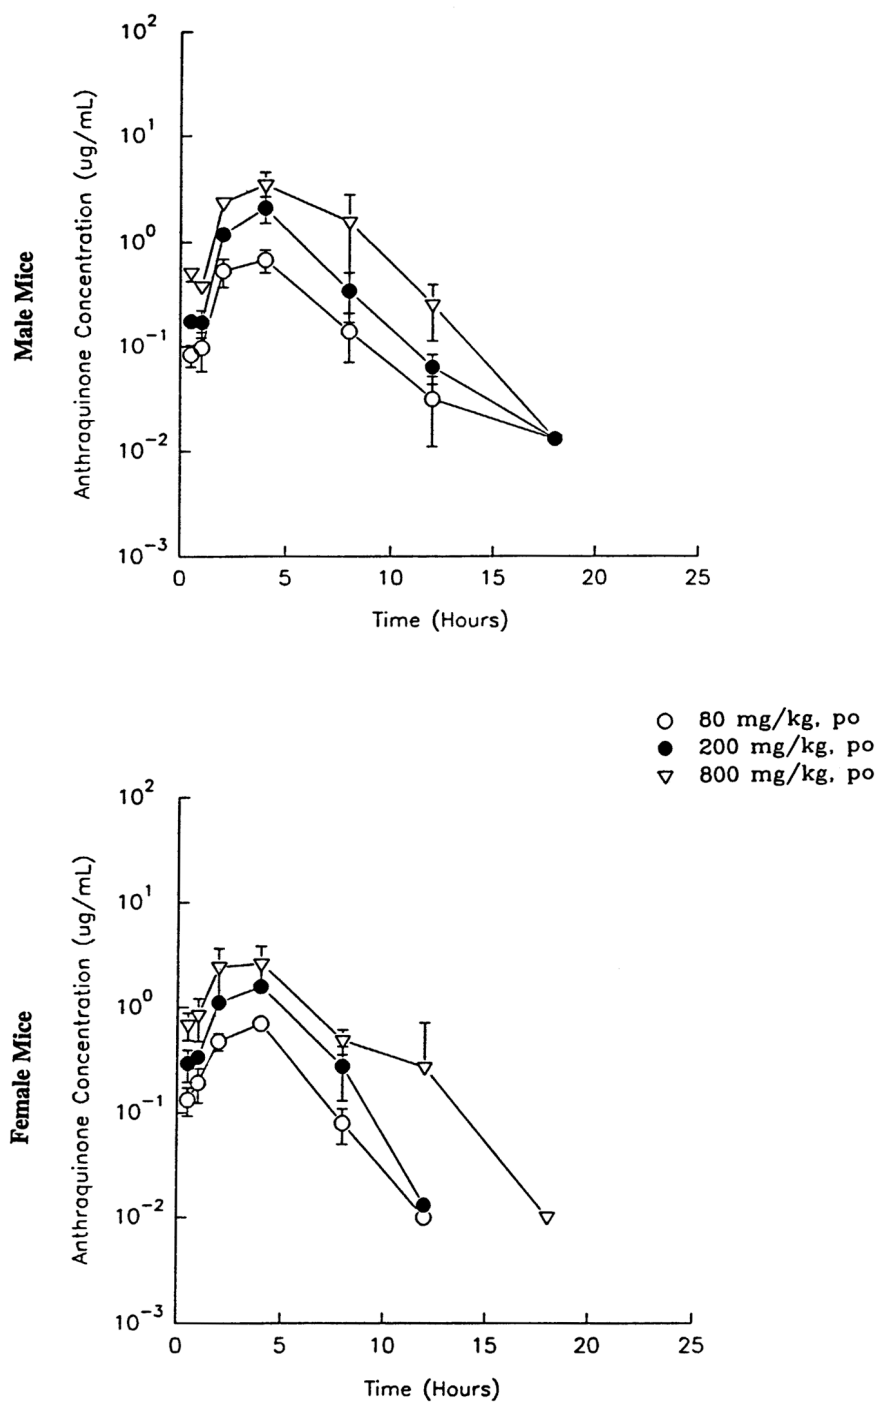 Male Mice
Anthraquinone Concentration (ug/mL)
10²
10¹
10⁰
10⁻¹
10⁻²
10⁻³
0 5 10 15 20 25
Time (Hours)
80 mg/kg, po
200 mg/kg, po
800 mg/kg, po
Female Mice
Anthraquinone Concentration (ug/mL)
10²
10¹
10⁰
10⁻¹
10⁻²
10⁻³
0 5 10 15 20 25
Time (Hours)